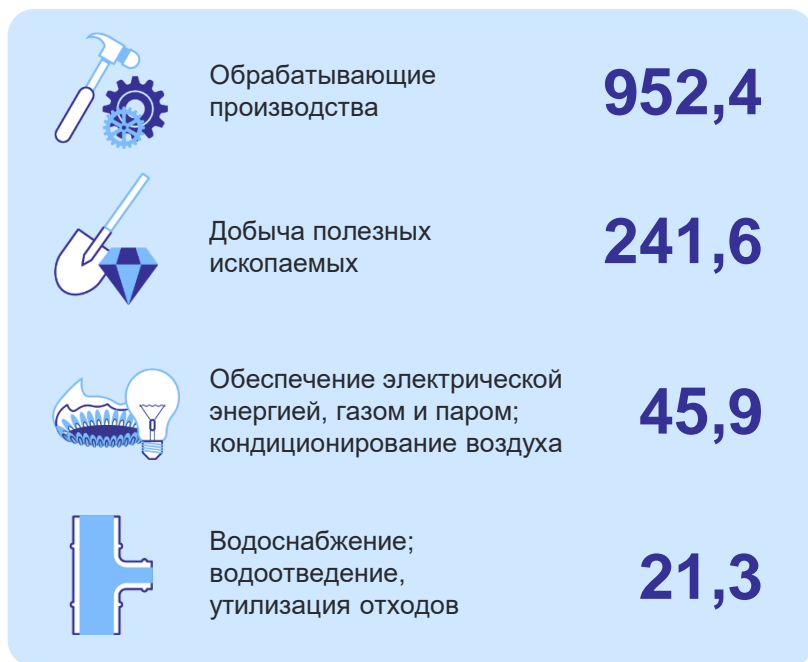 Обрабатывающие
производства
952,4
Добыча полезных
ископаемых
241,6
Обеспечение электрической
энергией, газом и паром;
кондиционирование воздуха
45,9
Водоснабжение;
водоотведение,
утилизация отходов
21,3